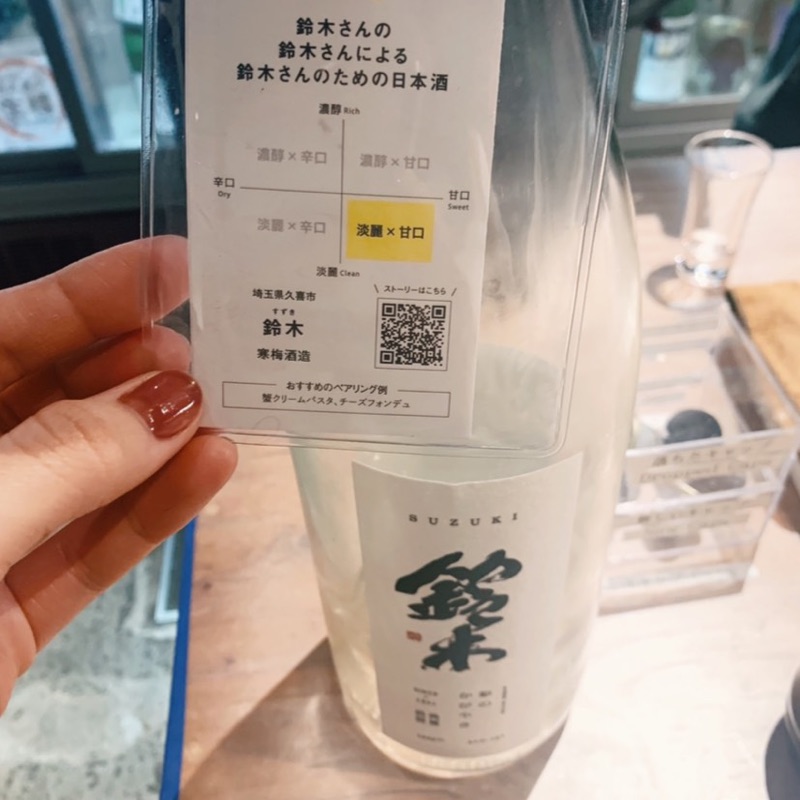 鈴木さんの
鈴木さんによる
鈴木さんのための日本酒
濃醇 Rich
濃醇×辛口 濃醇×甘口
辛口 甘口
Dry Sweet
淡麗×辛口 淡麗×甘口
淡麗 Clean
埼玉県久喜市
すずき
鈴木
寒梅酒造
\ ストーリーはこちら /
おすすめのペアリング例
蟹クリームパスタ、チーズフォンデュ
SUZUKI
鈴木